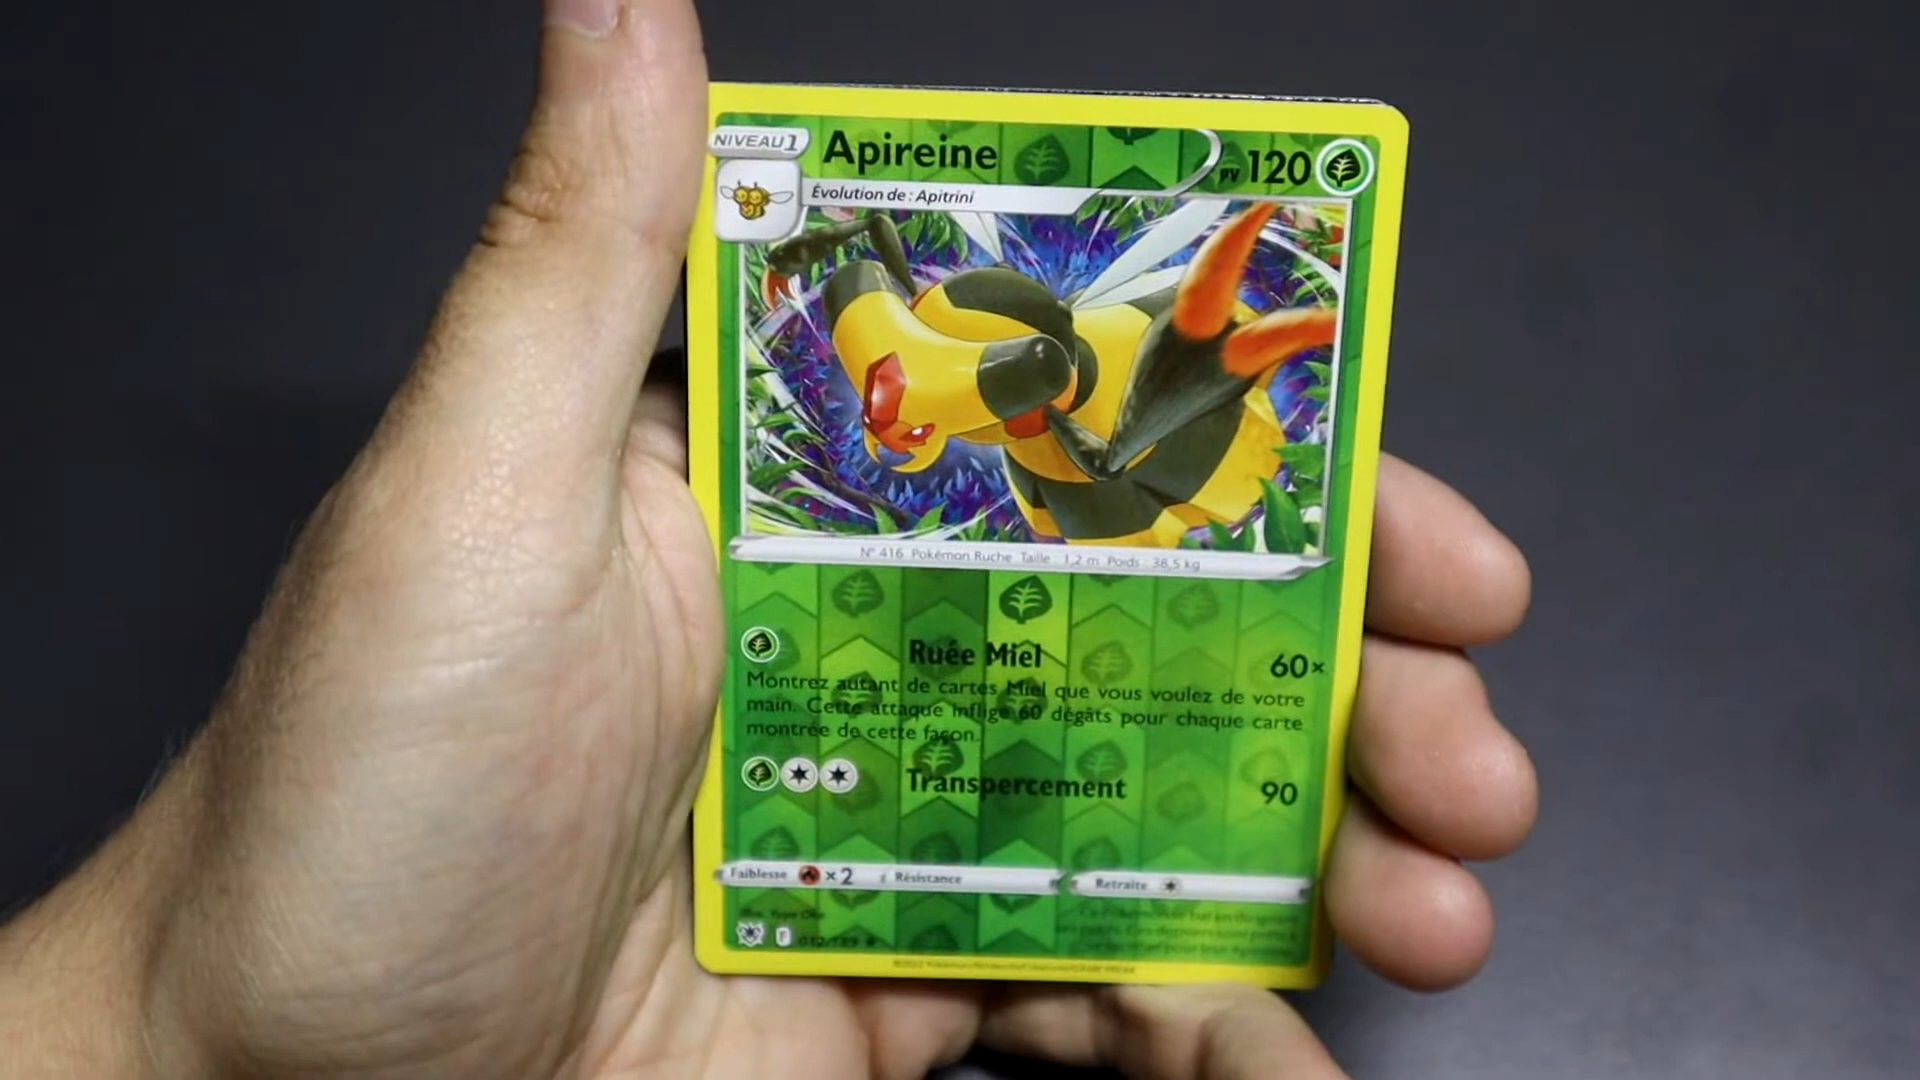 NIVEAU 1
Apireine
PV 120
Évolution de : Apitrini
N° 416 Pokémon Ruche Taille 1,2 m Poids 38,5 kg
Ruée Miel 60×
Montrez autant de cartes Miel que vous voulez de votre
main. Cette attaque inflige 60 dégâts pour chaque carte
montrée de cette façon.
Transpercement 90
Faiblesse ×2 Résistance Retraite
F